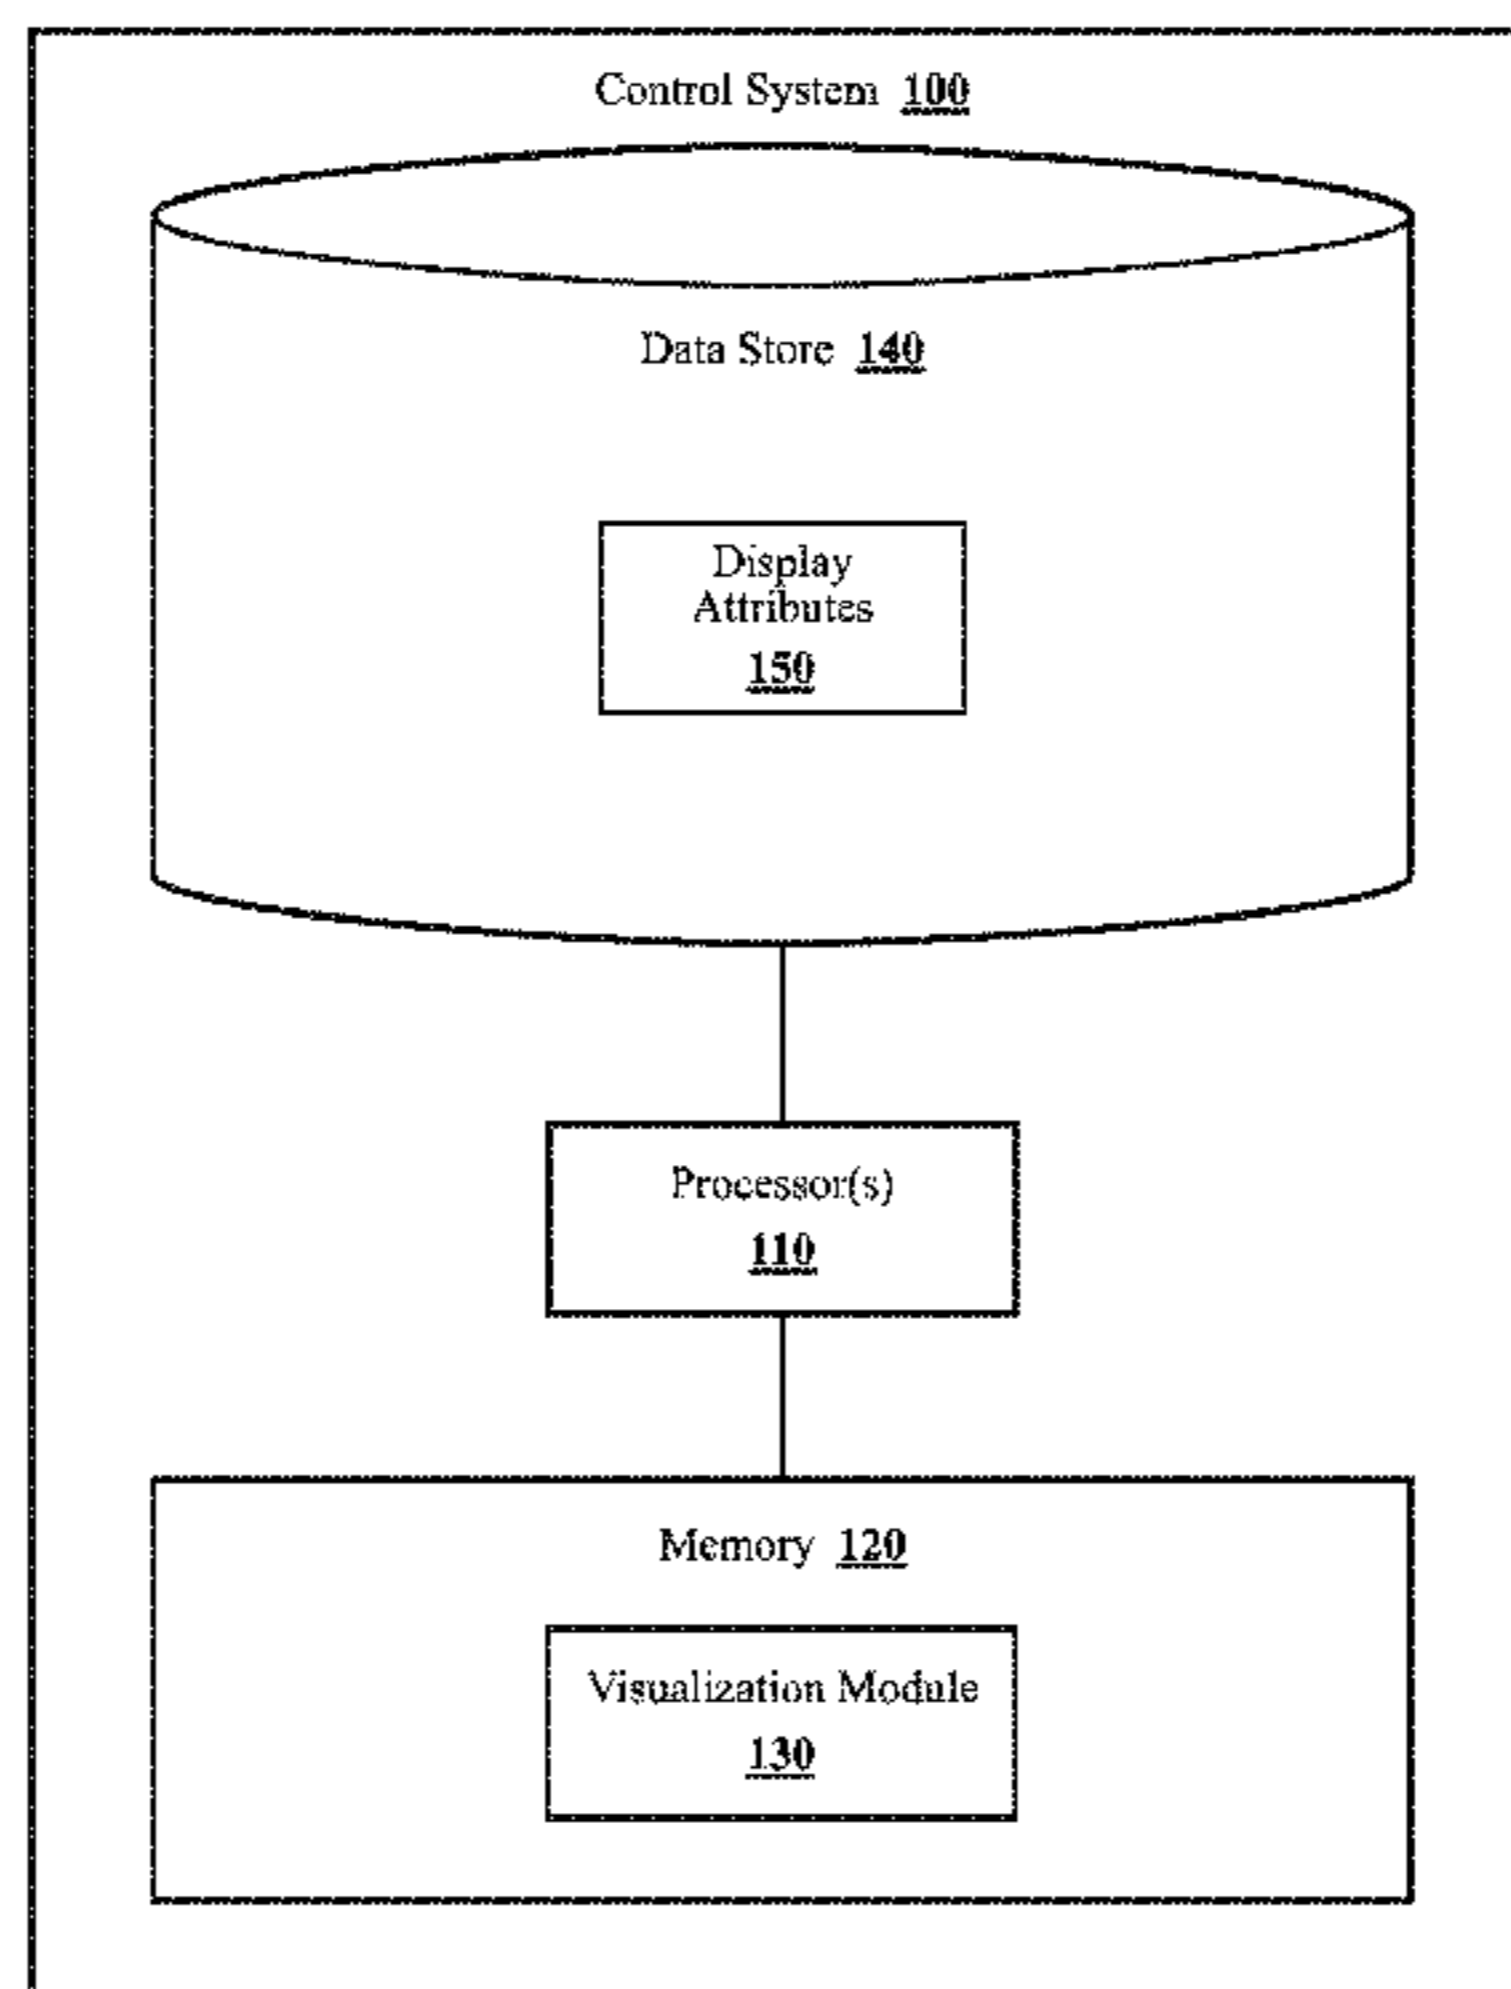 Control System 100
Data Store 140
Display
Attributes
150
Processor(s)
110
Memory 120
Visualization Module
130